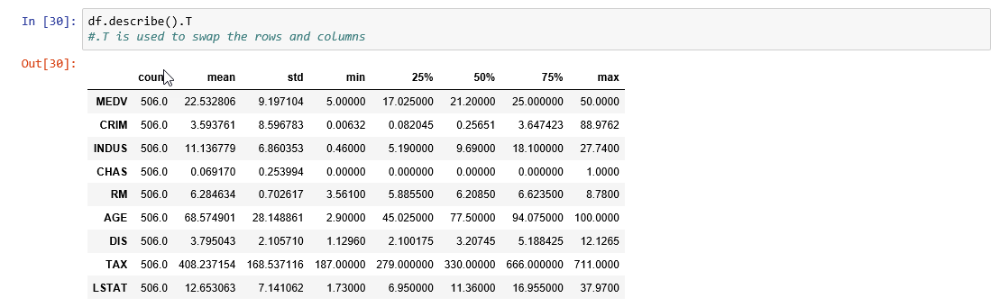 In [30]: df.describe().T
#.T is used to swap the rows and columns
Out[30]:
coun mean std min 25% 50% 75% max
MEDV 506.0 22.532806 9.197104 5.00000 17.025000 21.20000 25.000000 50.0000
CRIM 506.0 3.593761 8.596783 0.00632 0.082045 0.25651 3.647423 88.9762
INDUS 506.0 11.136779 6.860353 0.46000 5.190000 9.69000 18.100000 27.7400
CHAS 506.0 0.069170 0.253994 0.00000 0.000000 0.00000 0.000000 1.0000
RM 506.0 6.284634 0.702617 3.56100 5.885500 6.20850 6.623500 8.7800
AGE 506.0 68.574901 28.148861 2.90000 45.025000 77.50000 94.075000 100.0000
DIS 506.0 3.795043 2.105710 1.12960 2.100175 3.20745 5.188425 12.1265
TAX 506.0 408.237154 168.537116 187.00000 279.000000 330.00000 666.000000 711.0000
LSTAT 506.0 12.653063 7.141062 1.73000 6.950000 11.36000 16.955000 37.9700